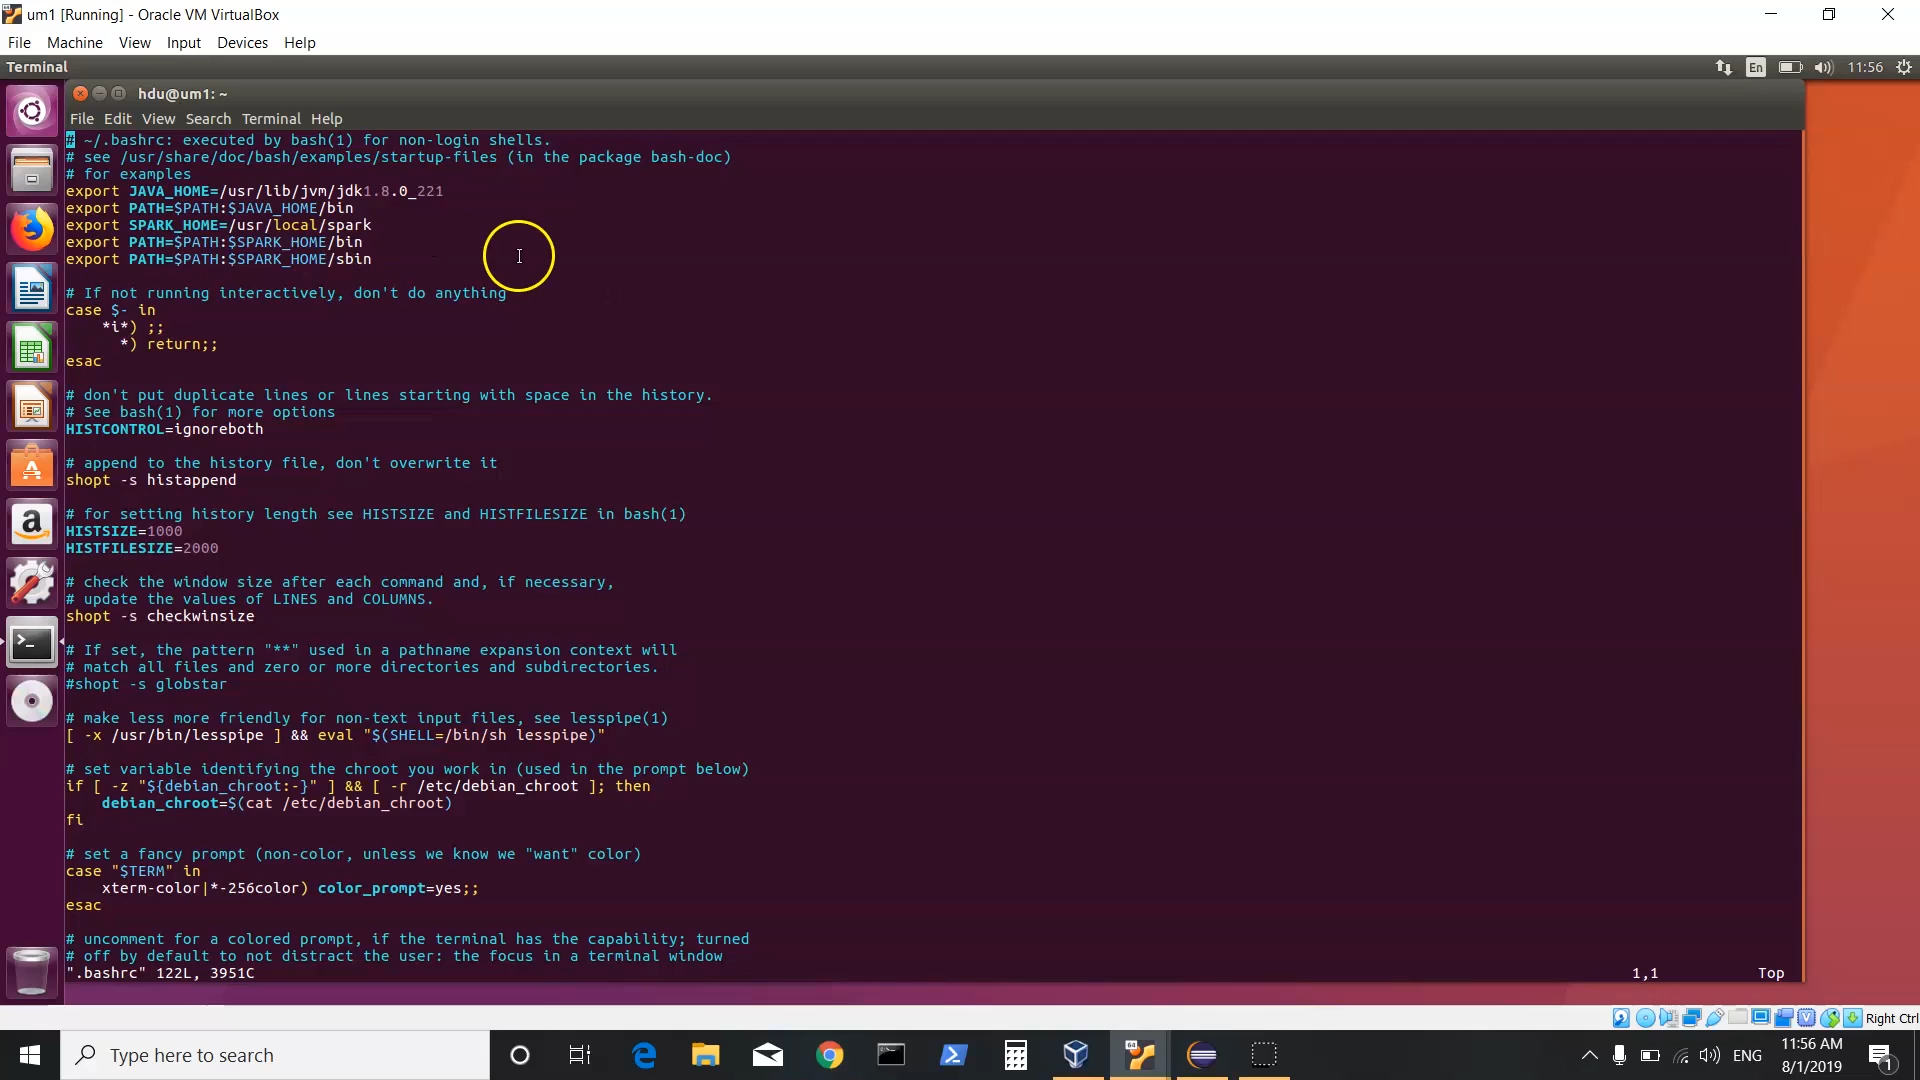 um1 [Running] - Oracle VM VirtualBox
File Machine View Input Devices Help
Terminal
En
11:56
hdu@um1: ~
File Edit View Search Terminal Help
# ~/.bashrc: executed by bash(1) for non-login shells.
# see /usr/share/doc/bash/examples/startup-files (in the package bash-doc)
# for examples
export JAVA_HOME=/usr/lib/jvm/jdk1.8.0_221
export PATH=$PATH:$JAVA_HOME/bin
export SPARK_HOME=/usr/local/spark
export PATH=$PATH:$SPARK_HOME/bin
export PATH=$PATH:$SPARK_HOME/sbin
# If not running interactively, don't do anything
case $- in
*i*) ;;
*) return;;
esac
# don't put duplicate lines or lines starting with space in the history.
# See bash(1) for more options
HISTCONTROL=ignoreboth
# append to the history file, don't overwrite it
shopt -s histappend
# for setting history length see HISTSIZE and HISTFILESIZE in bash(1)
HISTSIZE=1000
HISTFILESIZE=2000
# check the window size after each command and, if necessary,
# update the values of LINES and COLUMNS.
shopt -s checkwinsize
# If set, the pattern "**" used in a pathname expansion context will
# match all files and zero or more directories and subdirectories.
#shopt -s globstar
# make less more friendly for non-text input files, see lesspipe(1)
[ -x /usr/bin/lesspipe ] && eval "$(SHELL=/bin/sh lesspipe)"
# set variable identifying the chroot you work in (used in the prompt below)
if [ -z "${debian_chroot:-}" ] && [ -r /etc/debian_chroot ]; then
debian_chroot=$(cat /etc/debian_chroot)
fi
# set a fancy prompt (non-color, unless we know we "want" color)
case "$TERM" in
xterm-color|*-256color) color_prompt=yes;;
esac
# uncomment for a colored prompt, if the terminal has the capability; turned
# off by default to not distract the user: the focus in a terminal window
".bashrc" 122L, 3951C 1,1 Top
Right Ctrl
Type here to search
64
ENG
11:56 AM
8/1/2019
1